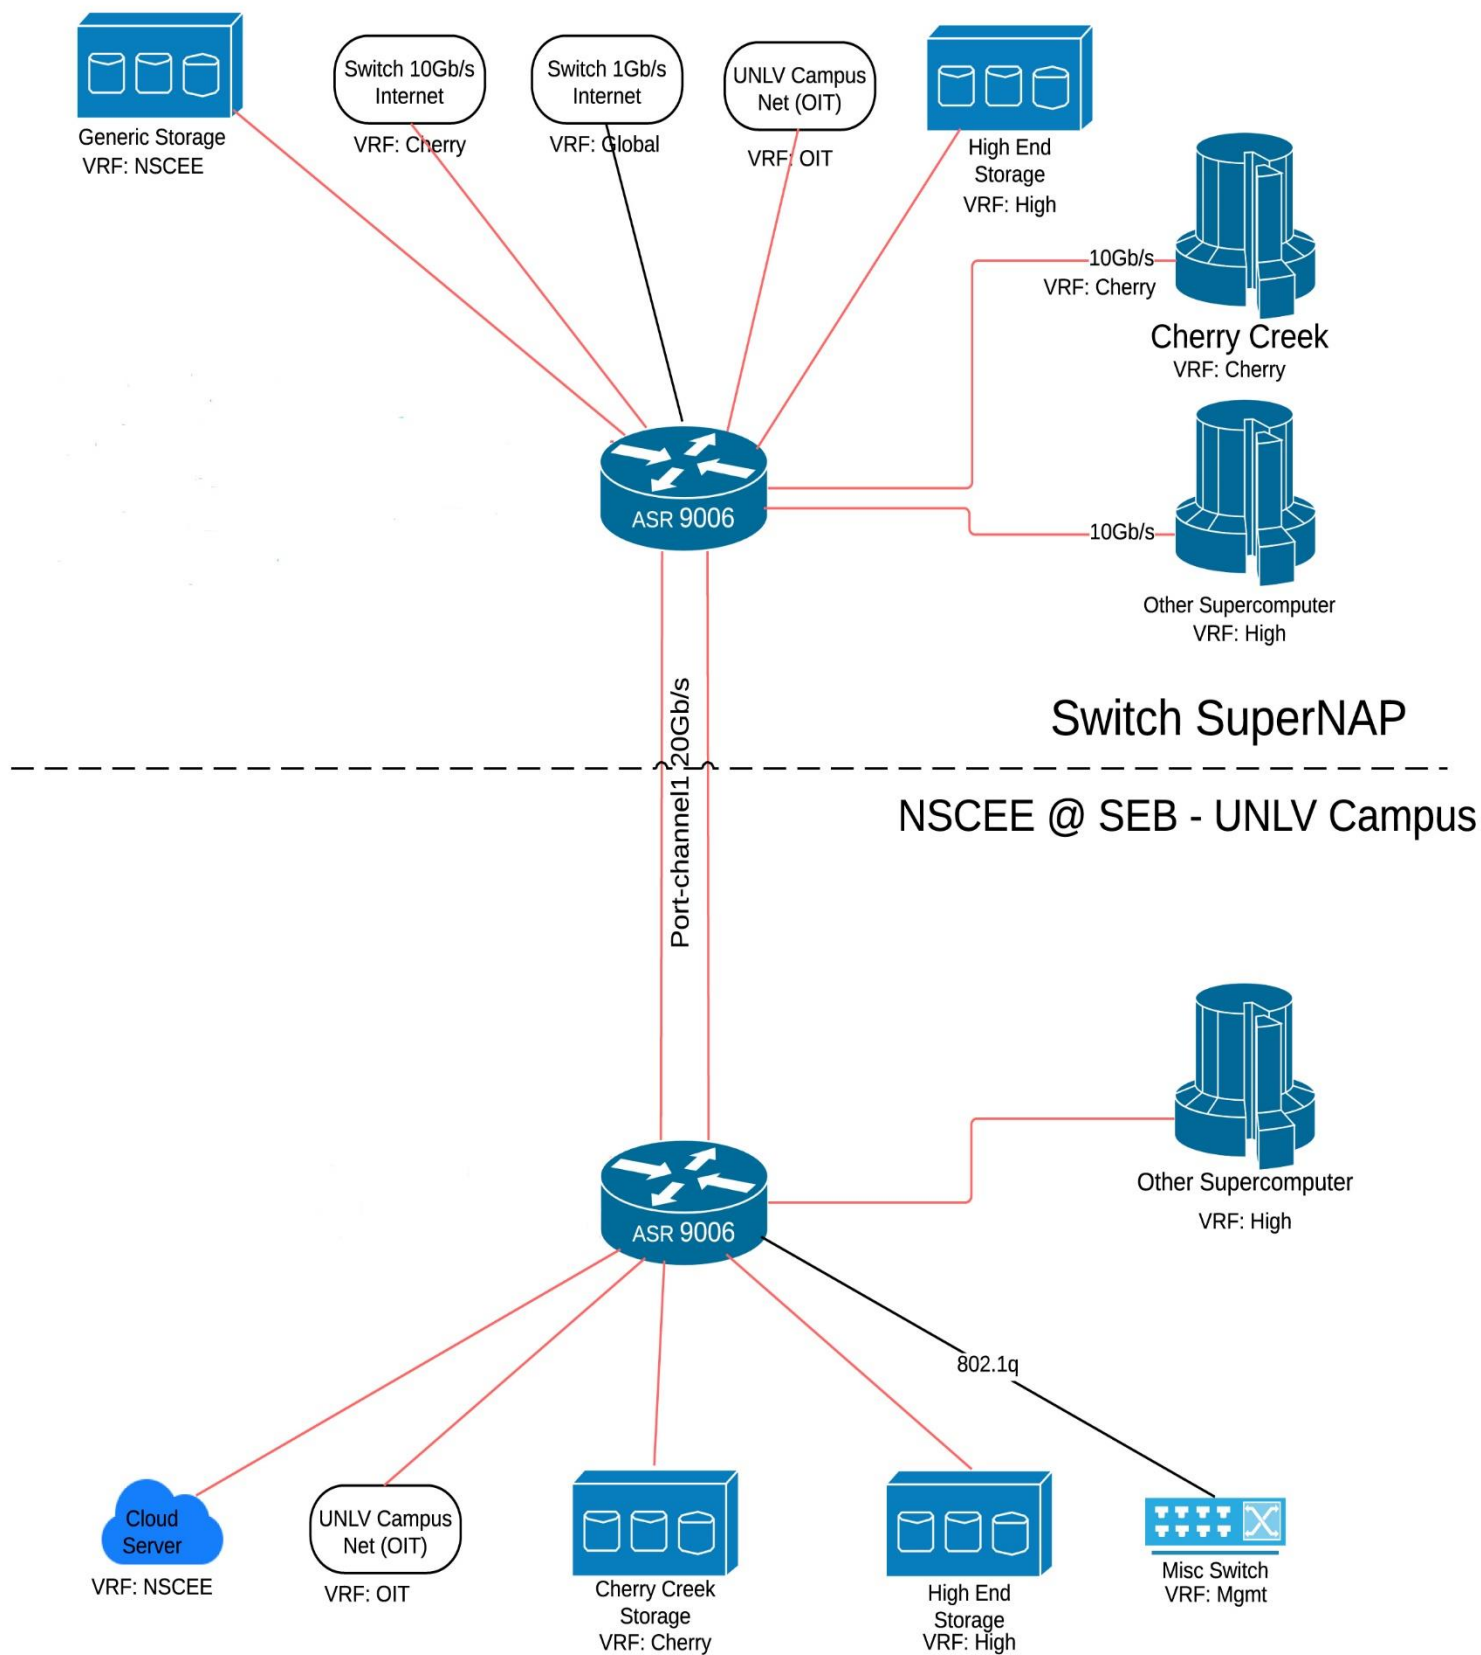 Switch 10Gb/s
Internet
VRF: Cherry
Switch 1Gb/s
Internet
VRF: Global
UNLV Campus
Net (OIT)
VRF: OIT
Generic Storage
VRF: NSCEE
High End
Storage
VRF: High
10Gb/s
VRF: Cherry
Cherry Creek
VRF: Cherry
ASR 9006
10Gb/s
Other Supercomputer
VRF: High
Switch SuperNAP
Port-channel1 20Gb/s
NSCEE @ SEB - UNLV Campus
Other Supercomputer
VRF: High
ASR 9006
802.1q
Cloud
Server
VRF: NSCEE
UNLV Campus
Net (OIT)
VRF: OIT
Cherry Creek
Storage
VRF: Cherry
High End
Storage
VRF: High
Misc Switch
VRF: Mgmt